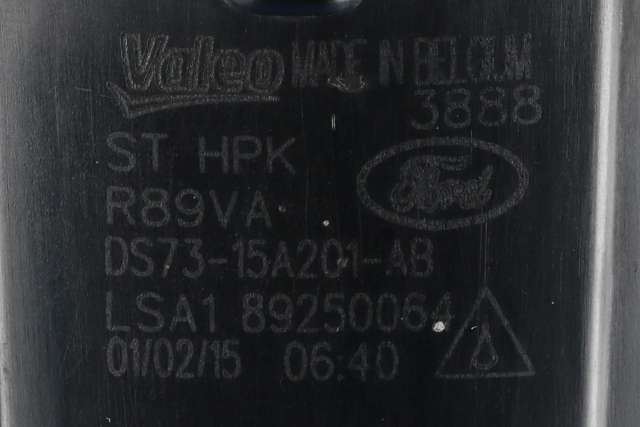 Valeo MADE IN BELGIUM
3888
ST HPK
Ford
R89VA
DS73-15A201-AB
LSA1 89250064
01/02/15 06:40